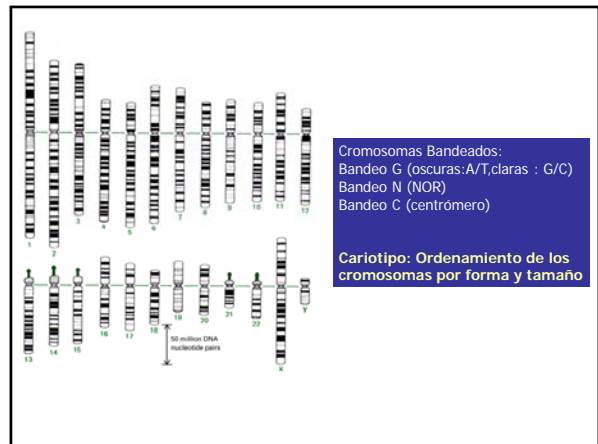 1
2
3
4
5
6
7
8
9
10
11
12
Cromosomas Bandeados:
Bandeo G (oscuras:A/T,claras : G/C)
Bandeo N (NOR)
Bandeo C (centrómero)
Cariotipo: Ordenamiento de los
cromosomas por forma y tamaño
13
14
15
16
17
18
19
20
21
22
X
Y
50 million DNA
nucleotide pairs